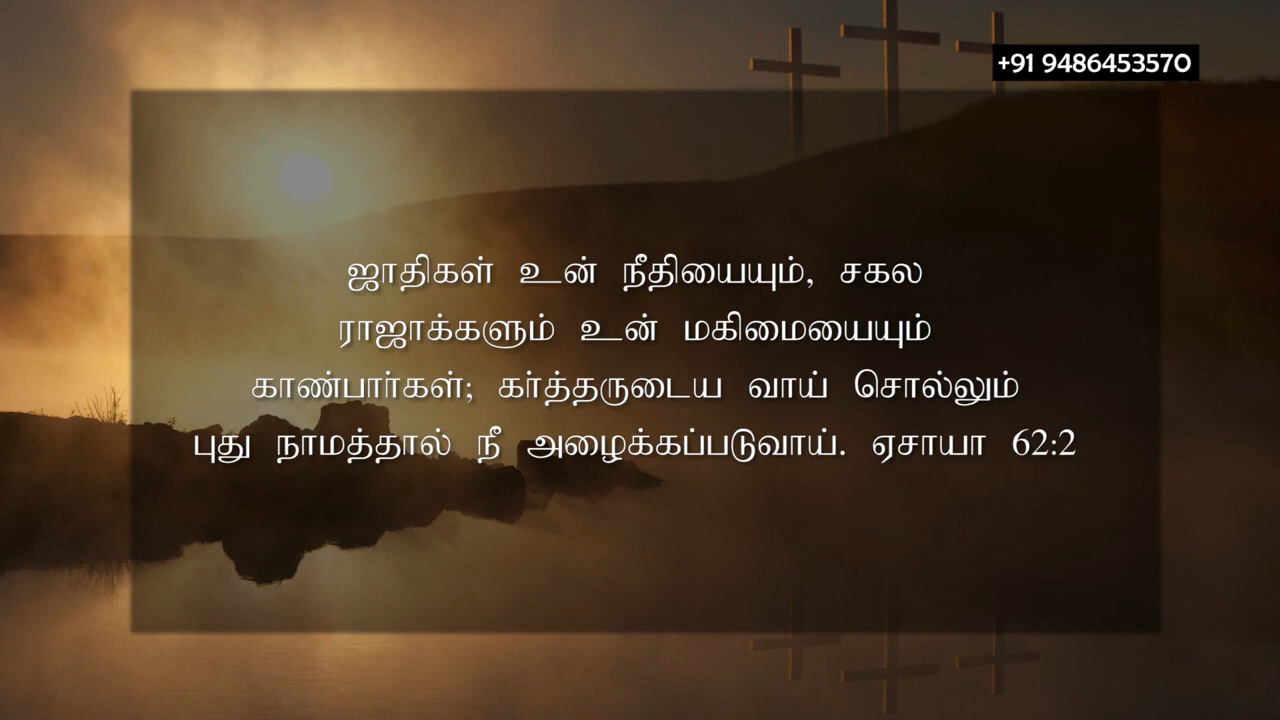 +91 9486453570
ஜாதிகள் உன் நீதியையும், சகல
ராஜாக்களும் உன் மகிமையையும்
காண்பார்கள்; கர்த்தருடைய வாய் சொல்லும்
புது நாமத்தால் நீ அழைக்கப்படுவாய். ஏசாயா 62:2